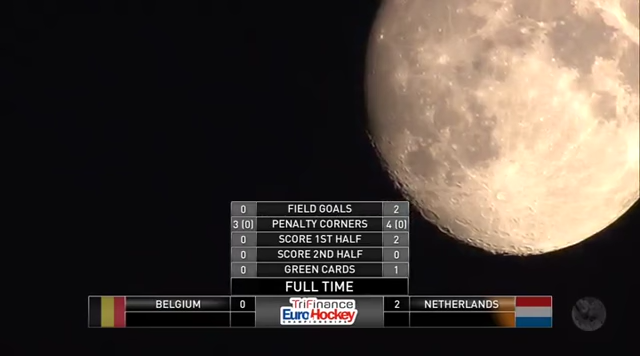 0 FIELD GOALS 2
3 (0) PENALTY CORNERS 4 (0)
0 SCORE 1ST HALF 2
0 SCORE 2ND HALF 0
0 GREEN CARDS 1
FULL TIME
BELGIUM 0 TriFinance EuroHockey CHAMPIONSHIPS 2 NETHERLANDS